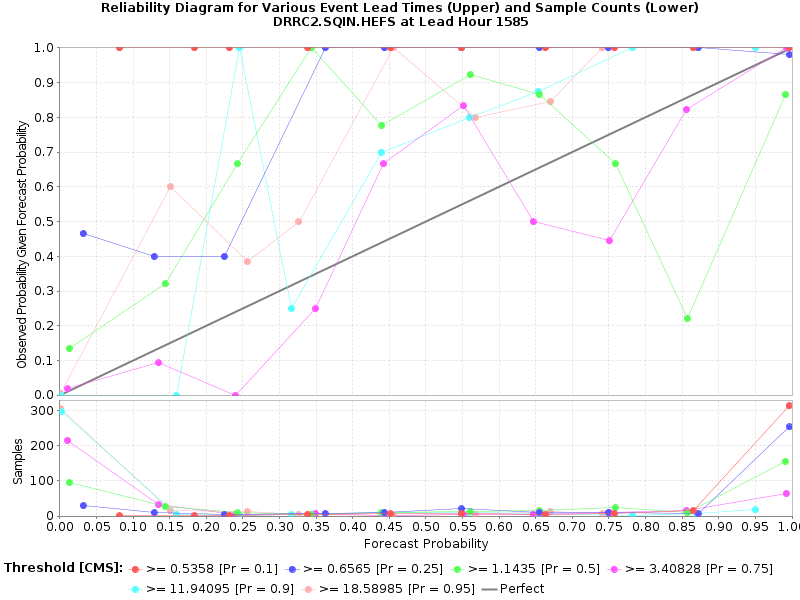 Reliability Diagram for Various Event Lead Times (Upper) and Sample Counts (Lower)
DRRC2.SQIN.HEFS at Lead Hour 1585
Observed Probability Given Forecast Probability
1.0
0.9
0.8
0.7
0.6
0.5
0.4
0.3
0.2
0.1
0.0
Samples
300
200
100
0
0.00 0.05 0.10 0.15 0.20 0.25 0.30 0.35 0.40 0.45 0.50 0.55 0.60 0.65 0.70 0.75 0.80 0.85 0.90 0.95 1.00
Forecast Probability
Threshold [CMS]: >= 0.5358 [Pr = 0.1] >= 0.6565 [Pr = 0.25] >= 1.1435 [Pr = 0.5] >= 3.40828 [Pr = 0.75]
>= 11.94095 [Pr = 0.9] >= 18.58985 [Pr = 0.95] Perfect